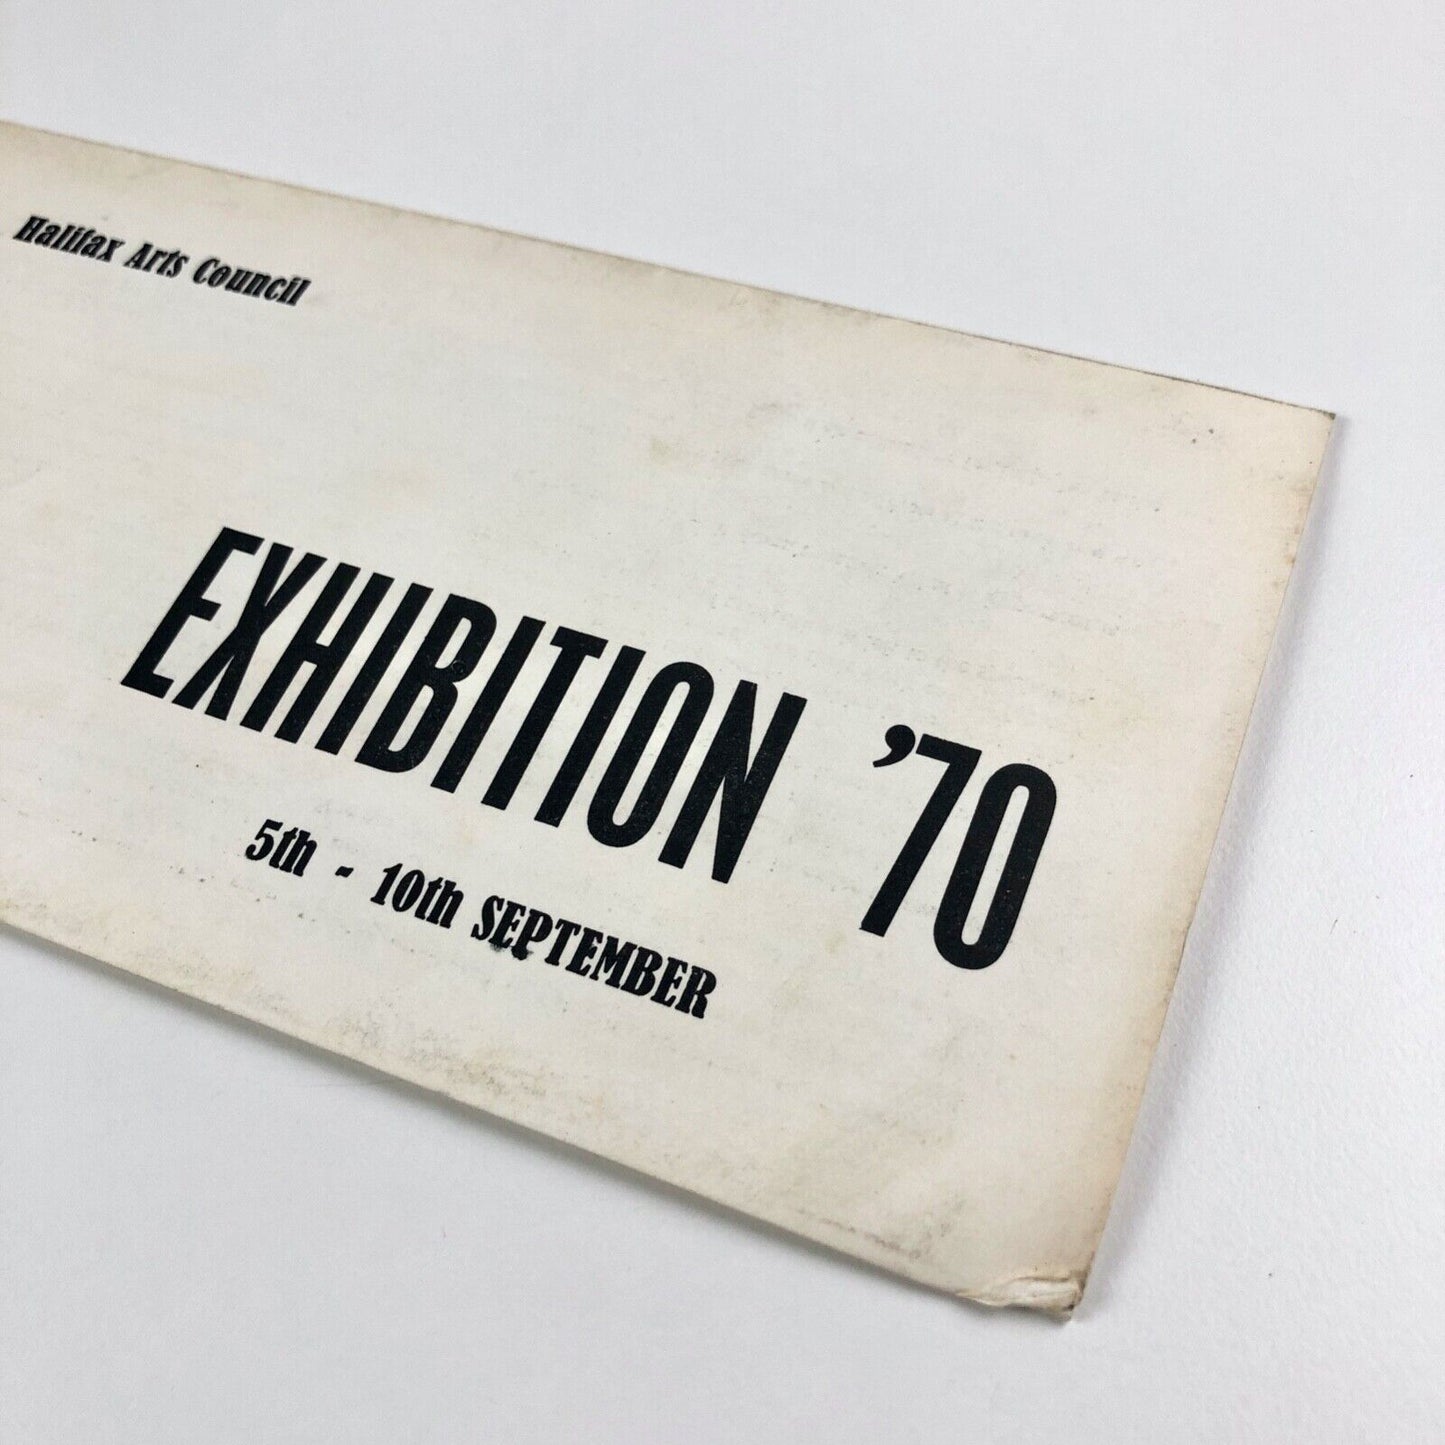 Halifax Arts Council
EXHIBITION '70
5th - 10th SEPTEMBER